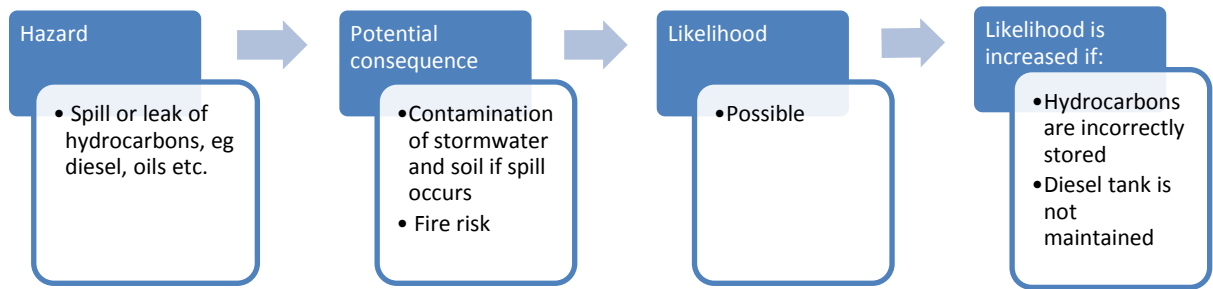 Hazard
• Spill or leak of
hydrocarbons, eg
diesel, oils etc.
Potential
consequence
•Contamination
of stormwater
and soil if spill
occurs
• Fire risk
Likelihood
•Possible
Likelihood is
increased if:
•Hydrocarbons
are incorrectly
stored
•Diesel tank is
not
maintained